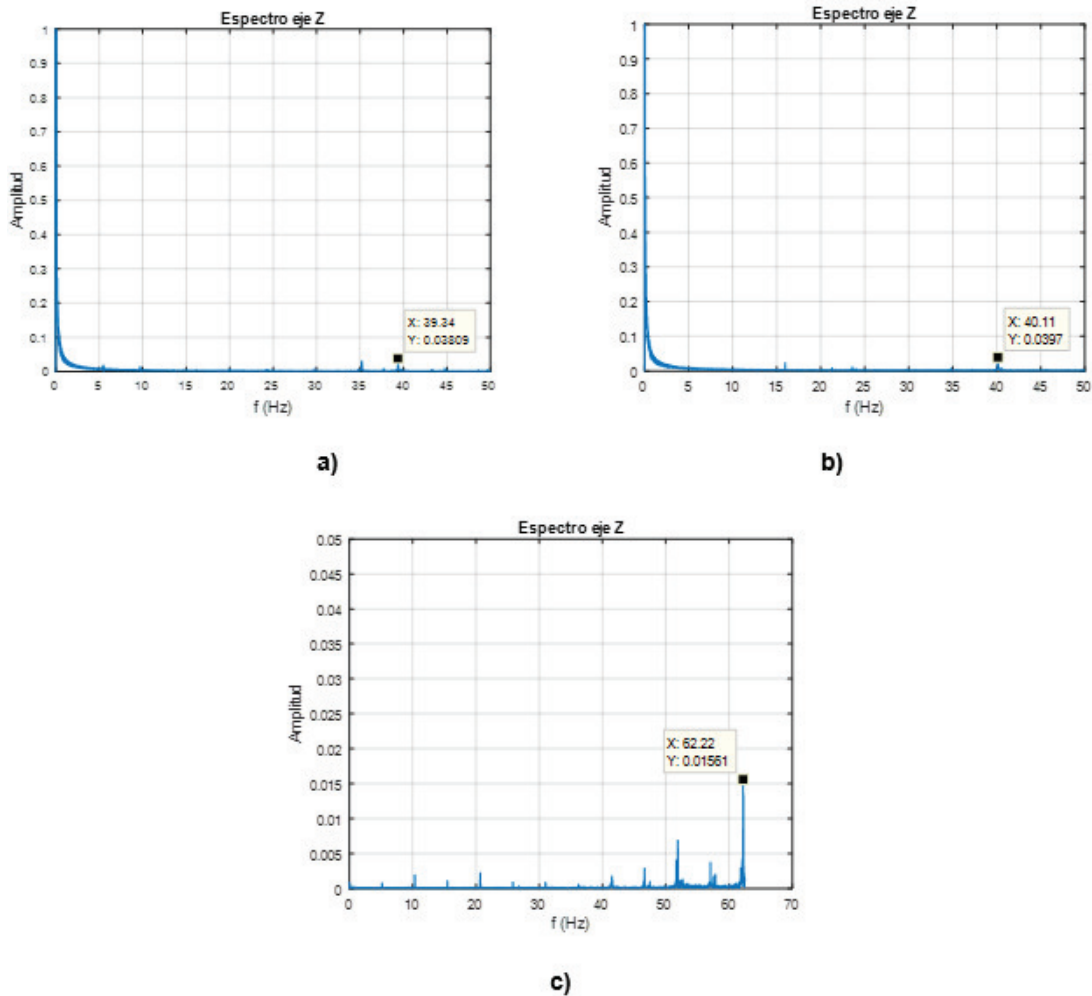 Espectro eje Z
1
0.9
0.8
0.7
0.6
0.5
0.4
0.3
0.2
0.1
0
Amplitud
X: 39.34
Y: 0.03809
0 5 10 15 20 25 30 35 40 45 50
f (Hz)
a)
Espectro eje Z
1
0.9
0.8
0.7
0.6
0.5
0.4
0.3
0.2
0.1
0
Amplitud
X: 40.11
Y: 0.0397
0 5 10 15 20 25 30 35 40 45 50
f (Hz)
b)
Espectro eje Z
0.05
0.045
0.04
0.035
0.03
0.025
0.02
0.015
0.01
0.005
0
Amplitud
X: 62.22
Y: 0.01561
0 10 20 30 40 50 60 70
f (Hz)
c)